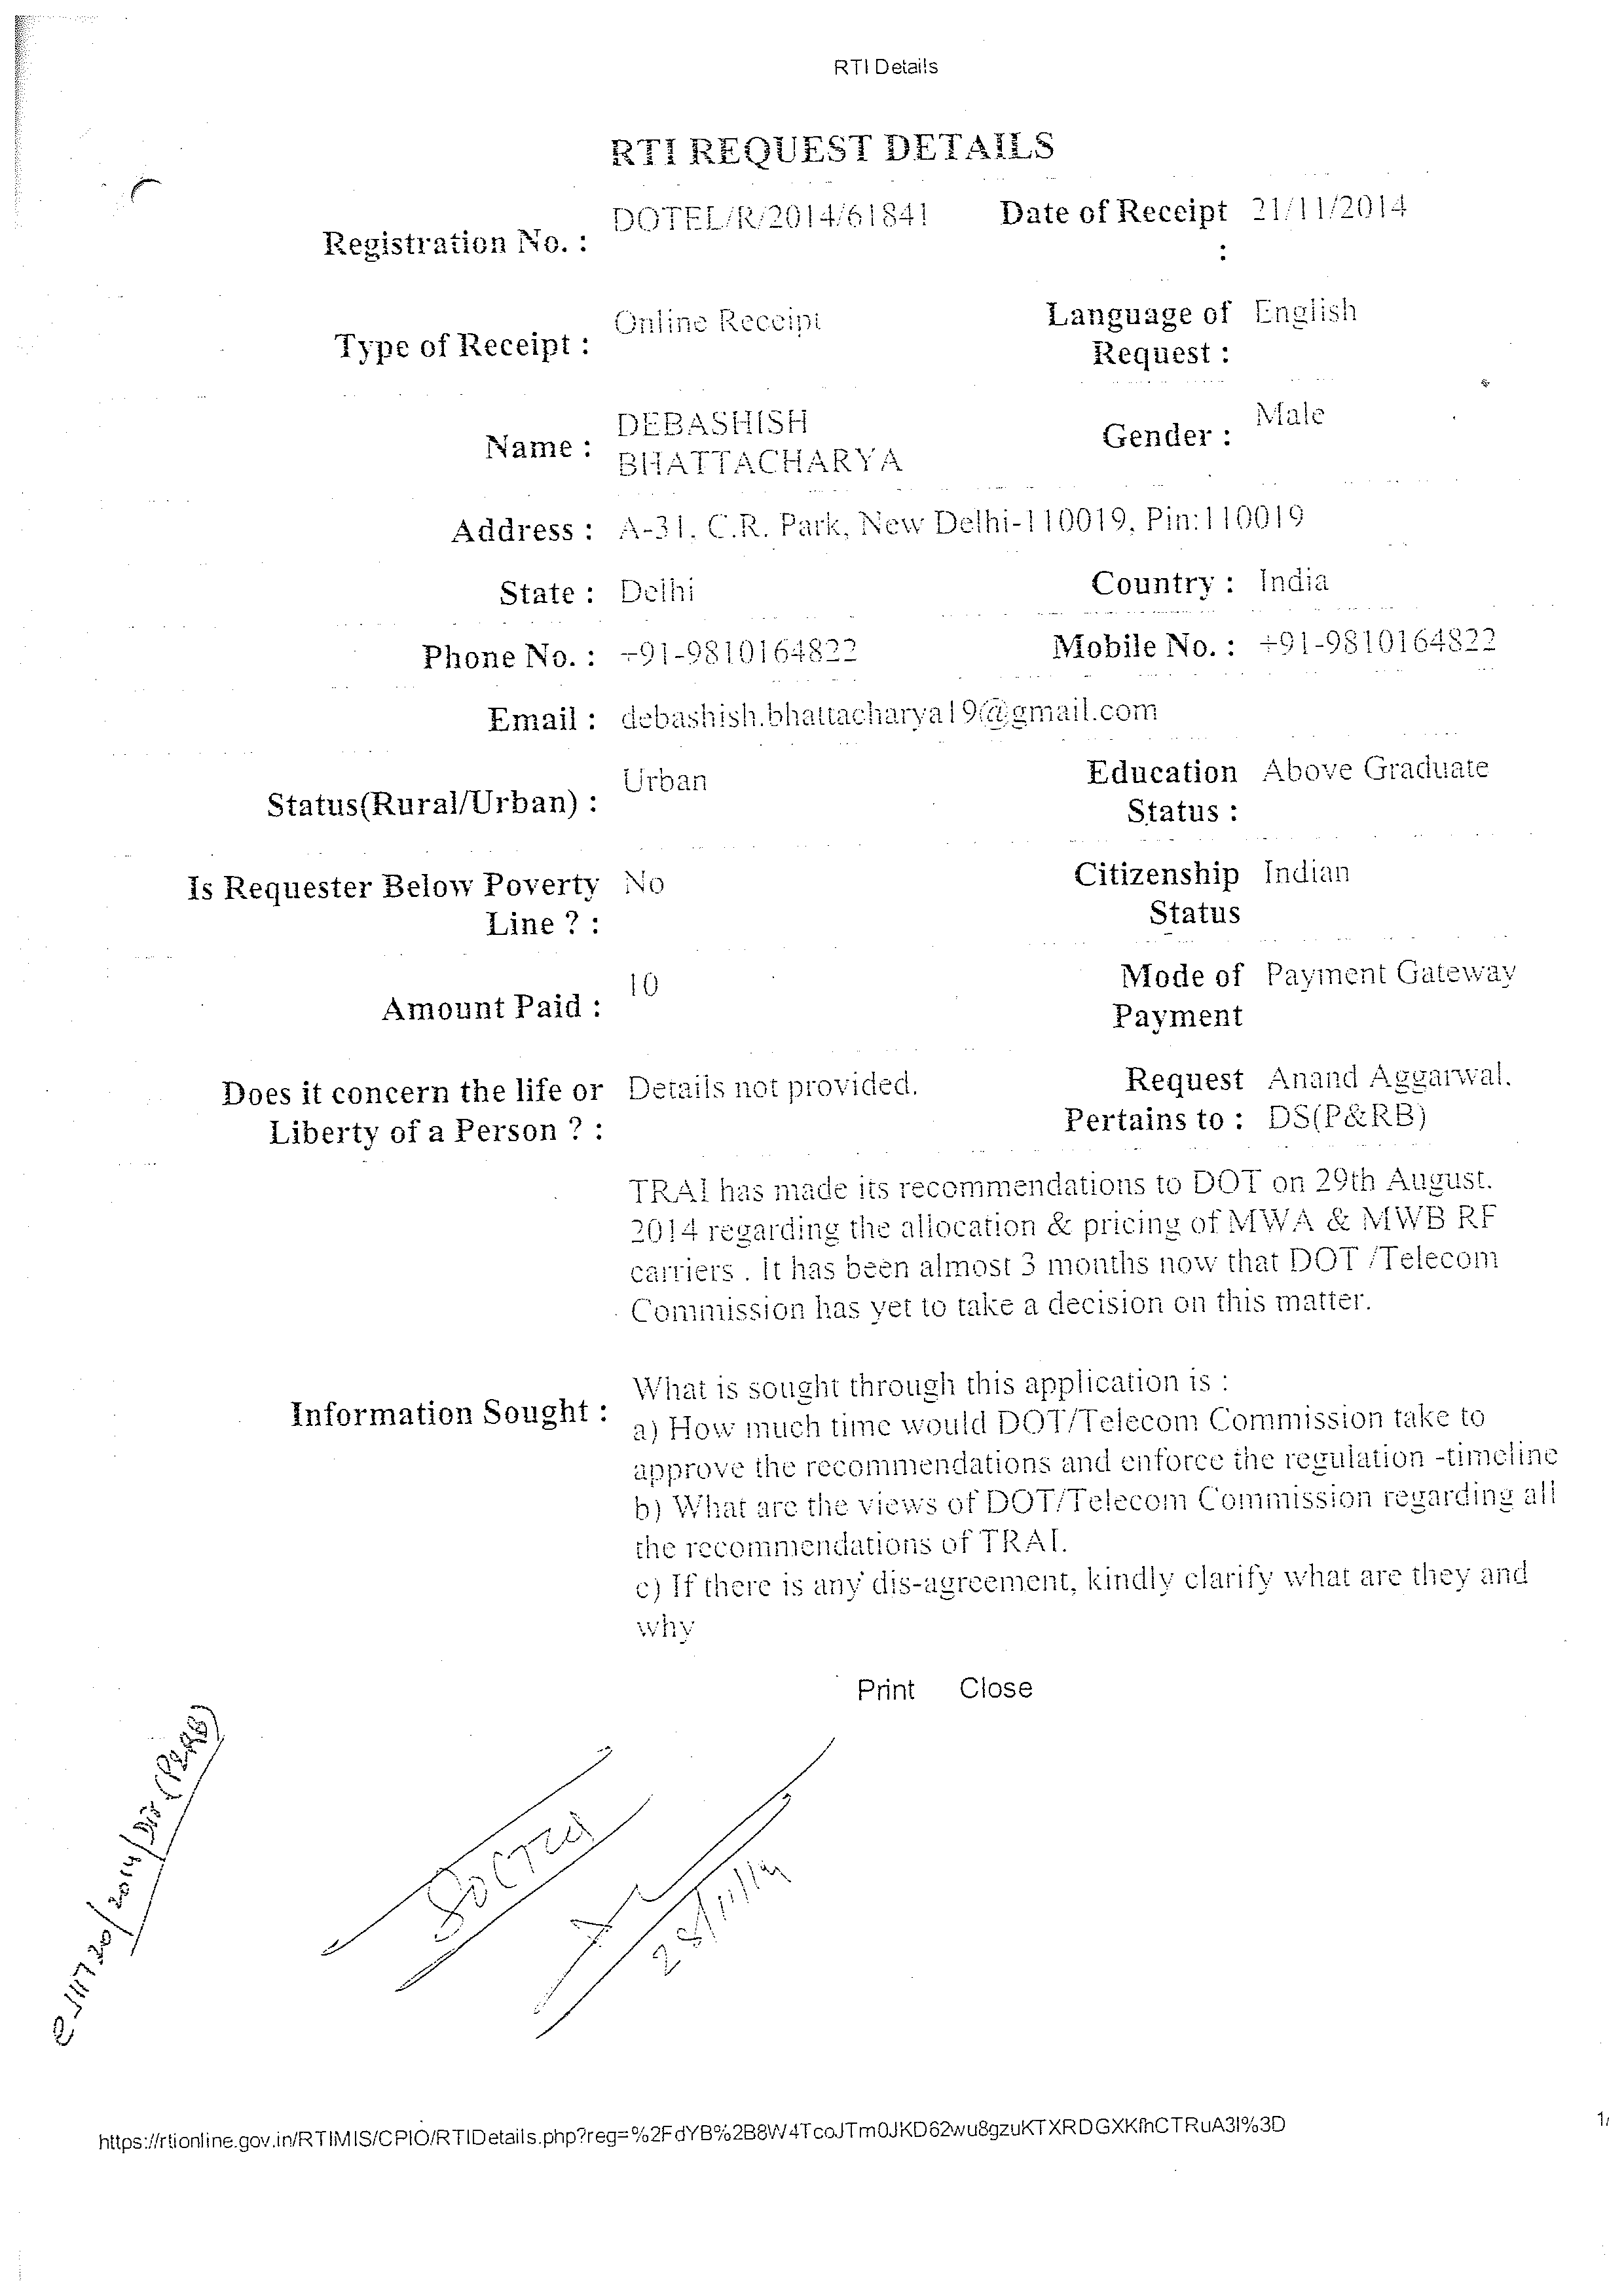 RTI Details
RTI REQUEST DETAILS
Registration No. : DOTEL/R/2014/61841 Date of Receipt : 21/11/2014
Type of Receipt : Online Receipt Language of Request : English
Name : DEBASHISH BHATTACHARYA Gender : Male
Address : A-31, C.R. Park, New Delhi-110019, Pin:110019
State : Delhi Country : India
Phone No. : +91-9810164822 Mobile No. : +91-9810164822
Email : debashish.bhattacharya19@gmail.com
Status(Rural/Urban) : Urban Education Status : Above Graduate
Is Requester Below Poverty Line ? : No Citizenship Status Indian
Amount Paid : 10 Mode of Payment Payment Gateway
Does it concern the life or Liberty of a Person ? : Details not provided. Request Pertains to : Anand Aggarwal, DS(P&RB)
Information Sought :
TRAI has made its recommendations to DOT on 29th August,
2014 regarding the allocation & pricing of MWA & MWB RF
carriers . It has been almost 3 months now that DOT /Telecom
Commission has yet to take a decision on this matter.
What is sought through this application is :
a) How much time would DOT/Telecom Commission take to
approve the recommendations and enforce the regulation -timeline
b) What are the views of DOT/Telecom Commission regarding all
the recommendations of TRAI.
c) If there is any dis-agreement, kindly clarify what are they and
why
Print Close
/2014/Dir (P&RB)
28/11/14
https://rtionline.gov.in/RTIMIS/CPIO/RTIDetails.php?reg=%2FdYB%2B8W4TcoJTm0JKD62wu8gzuKTXRDGXKfhCTRuA3I%3D
1/